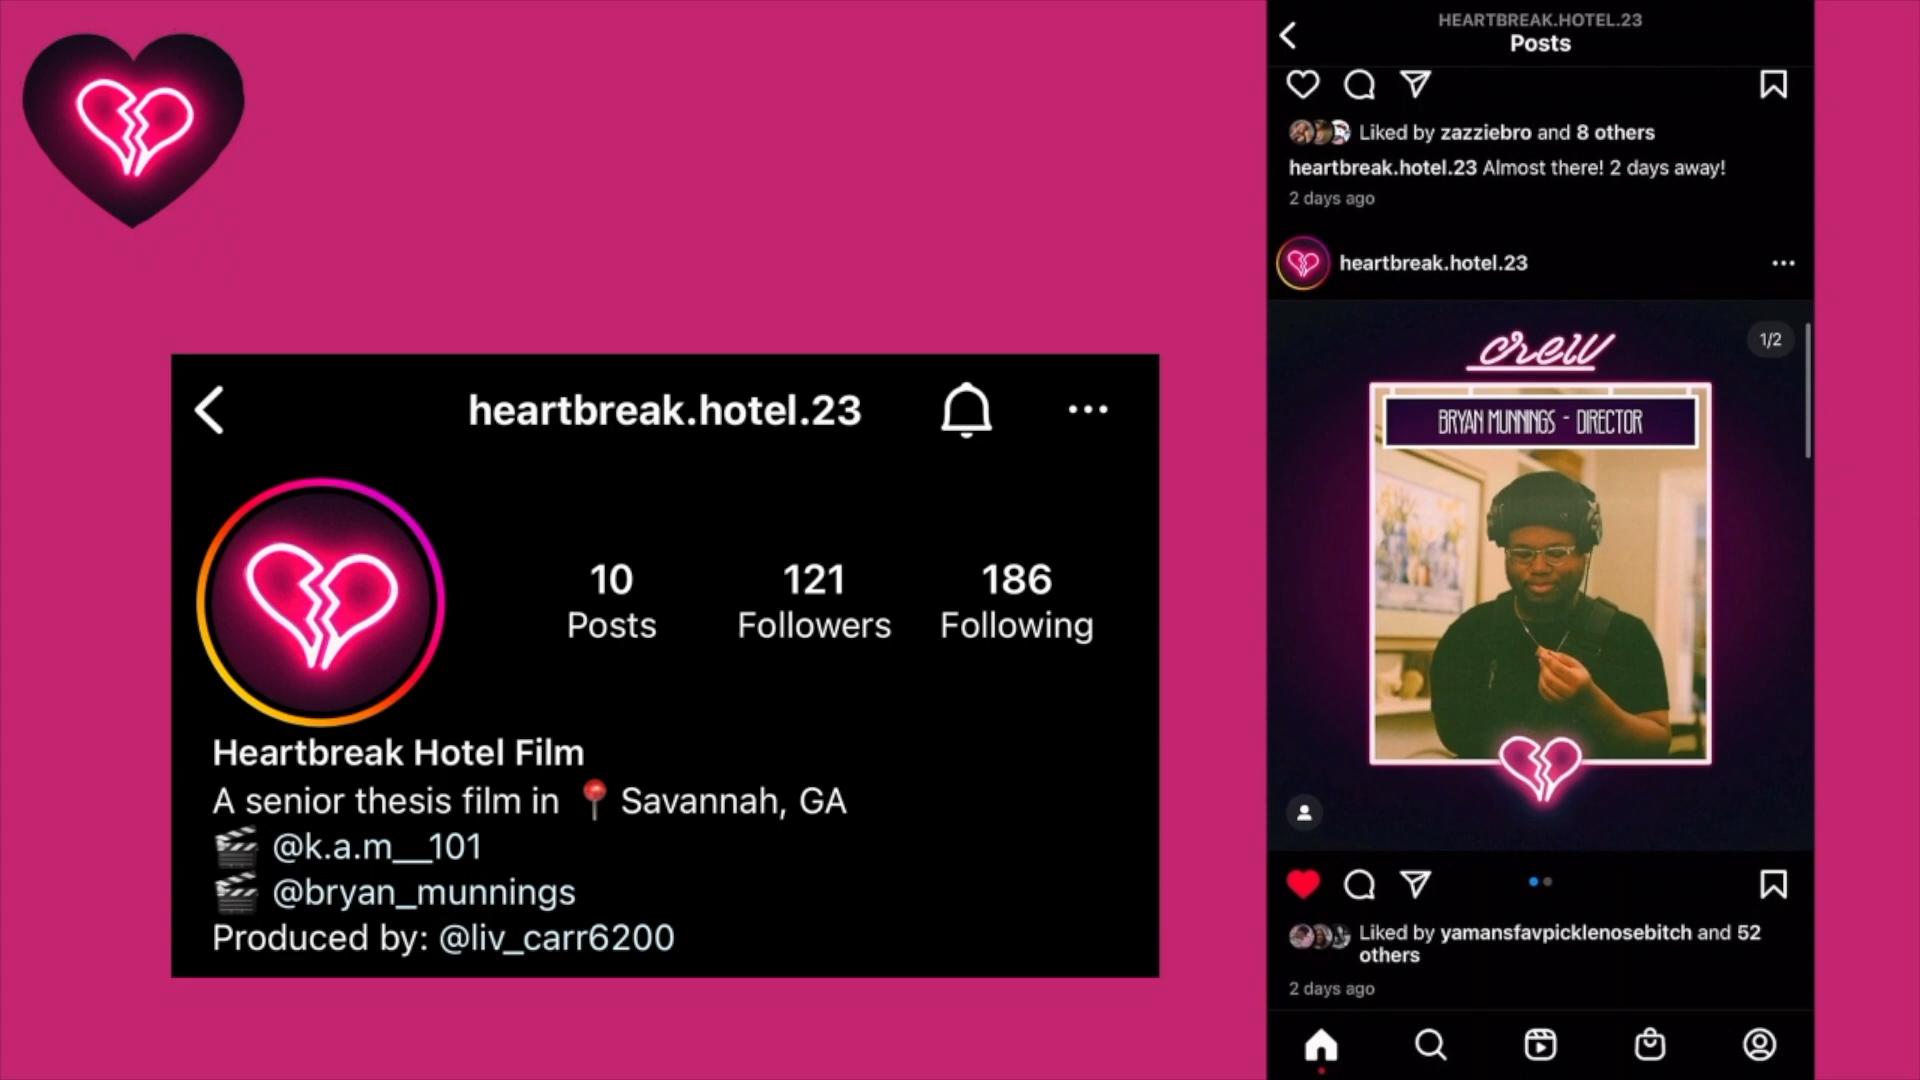 heartbreak.hotel.23
10
Posts
121
Followers
186
Following
Heartbreak Hotel Film
A senior thesis film in 📍 Savannah, GA
🎬 @k.a.m__101
🎬 @bryan_munnings
Produced by: @liv_carr6200
HEARTBREAK.HOTEL.23
Posts
Liked by zazziebro and 8 others
heartbreak.hotel.23 Almost there! 2 days away!
2 days ago
heartbreak.hotel.23
crew
1/2
BRYAN MUNNINGS - DIRECTOR
Liked by yamansfavpicklenosebitch and 52
others
2 days ago